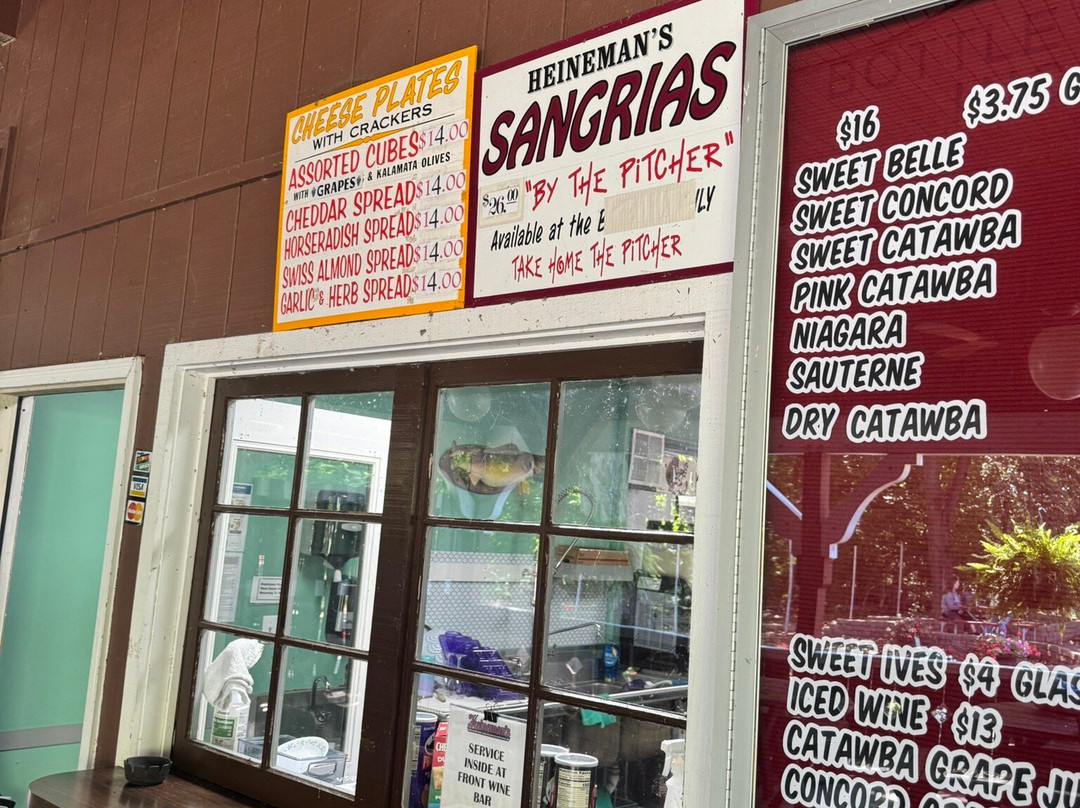 CHEESE PLATES
WITH CRACKERS
ASSORTED CUBES $14.00
WITH GRAPES & KALAMATA OLIVES
CHEDDAR SPREAD $14.00
HORSERADISH SPREAD $14.00
SWISS ALMOND SPREAD $14.00
GARLIC & HERB SPREAD $14.00
HEINEMAN'S
SANGRIAS
$26.00 "BY THE PITCHER"
Available at the B LY
TAKE HOME THE PITCHER
$16 $3.75 G
SWEET BELLE
SWEET CONCORD
SWEET CATAWBA
PINK CATAWBA
NIAGARA
SAUTERNE
DRY CATAWBA
SWEET IVES $4 GLAS
ICED WINE $13
CATAWBA GRAPE JU
CONCORD
VISA
Heineman's
SERVICE
INSIDE AT
FRONT WINE
BAR